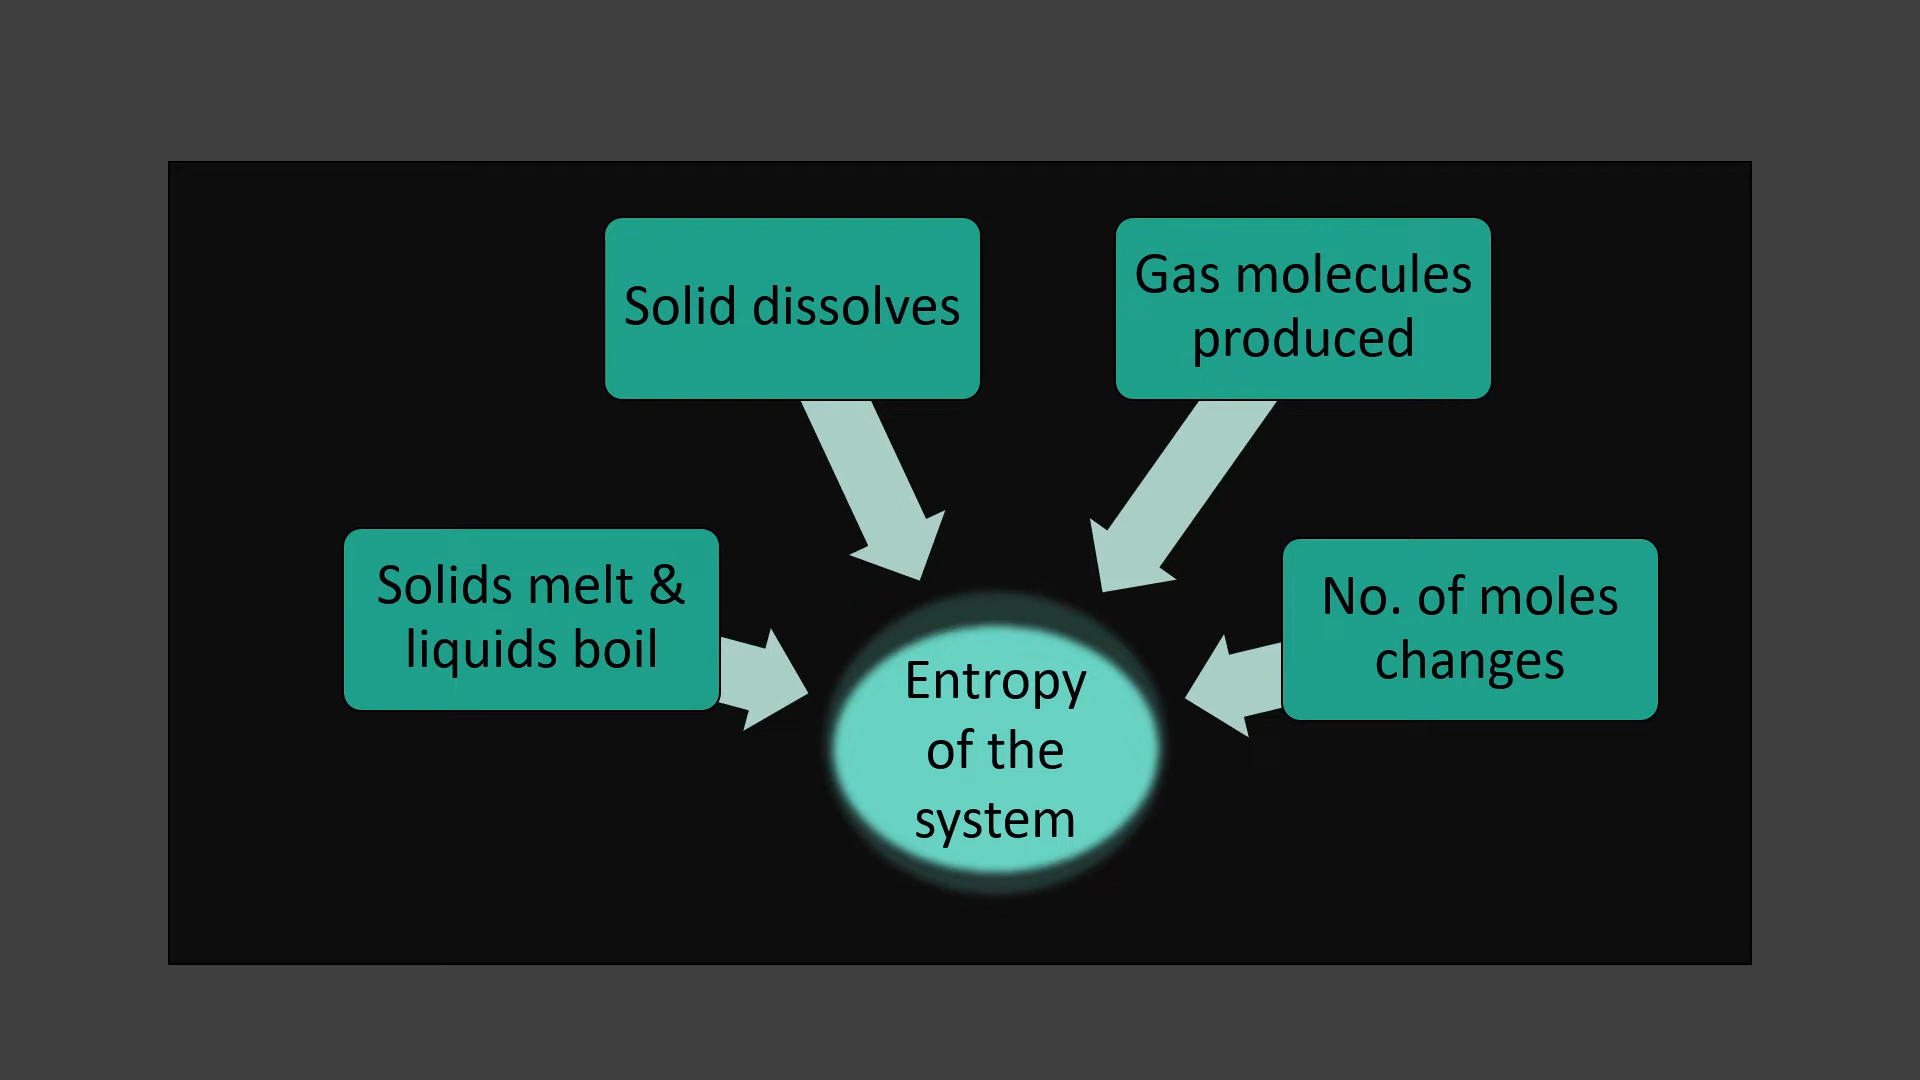 Solid dissolves
Gas molecules
produced
Solids melt &
liquids boil
No. of moles
changes
Entropy
of the
system